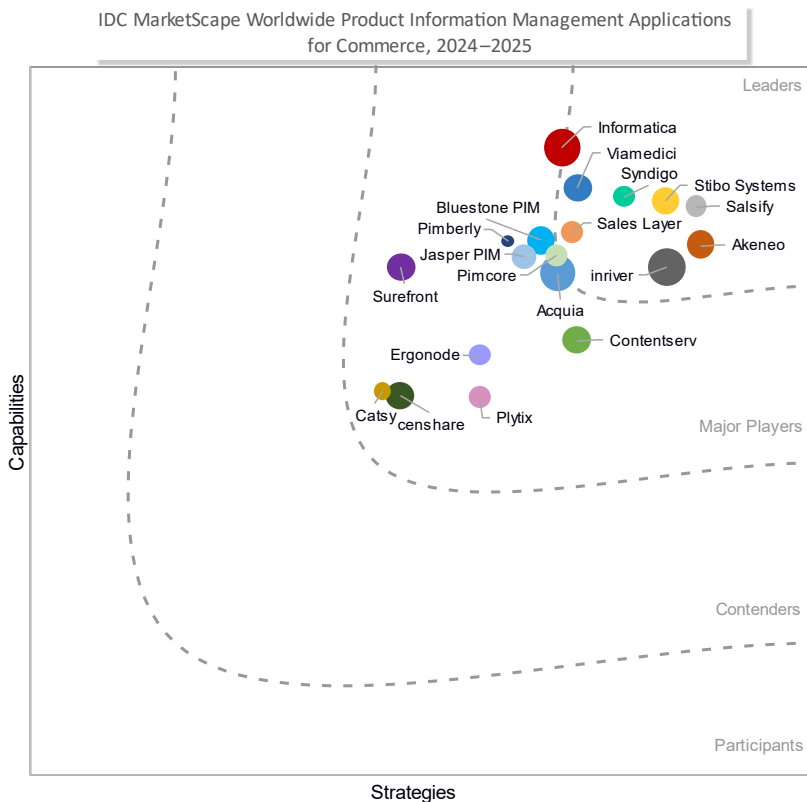 IDC MarketScape Worldwide Product Information Management Applications
for Commerce, 2024–2025
Leaders
Informatica
Viamedici
Syndigo
Stibo Systems
Salsify
Bluestone PIM
Pimberly
Sales Layer
Jasper PIM
Akeneo
Pimcore
inriver
Surefront
Acquia
Contentserv
Ergonode
Catsy
censhare
Plytix
Major Players
Capabilities
Contenders
Participants
Strategies